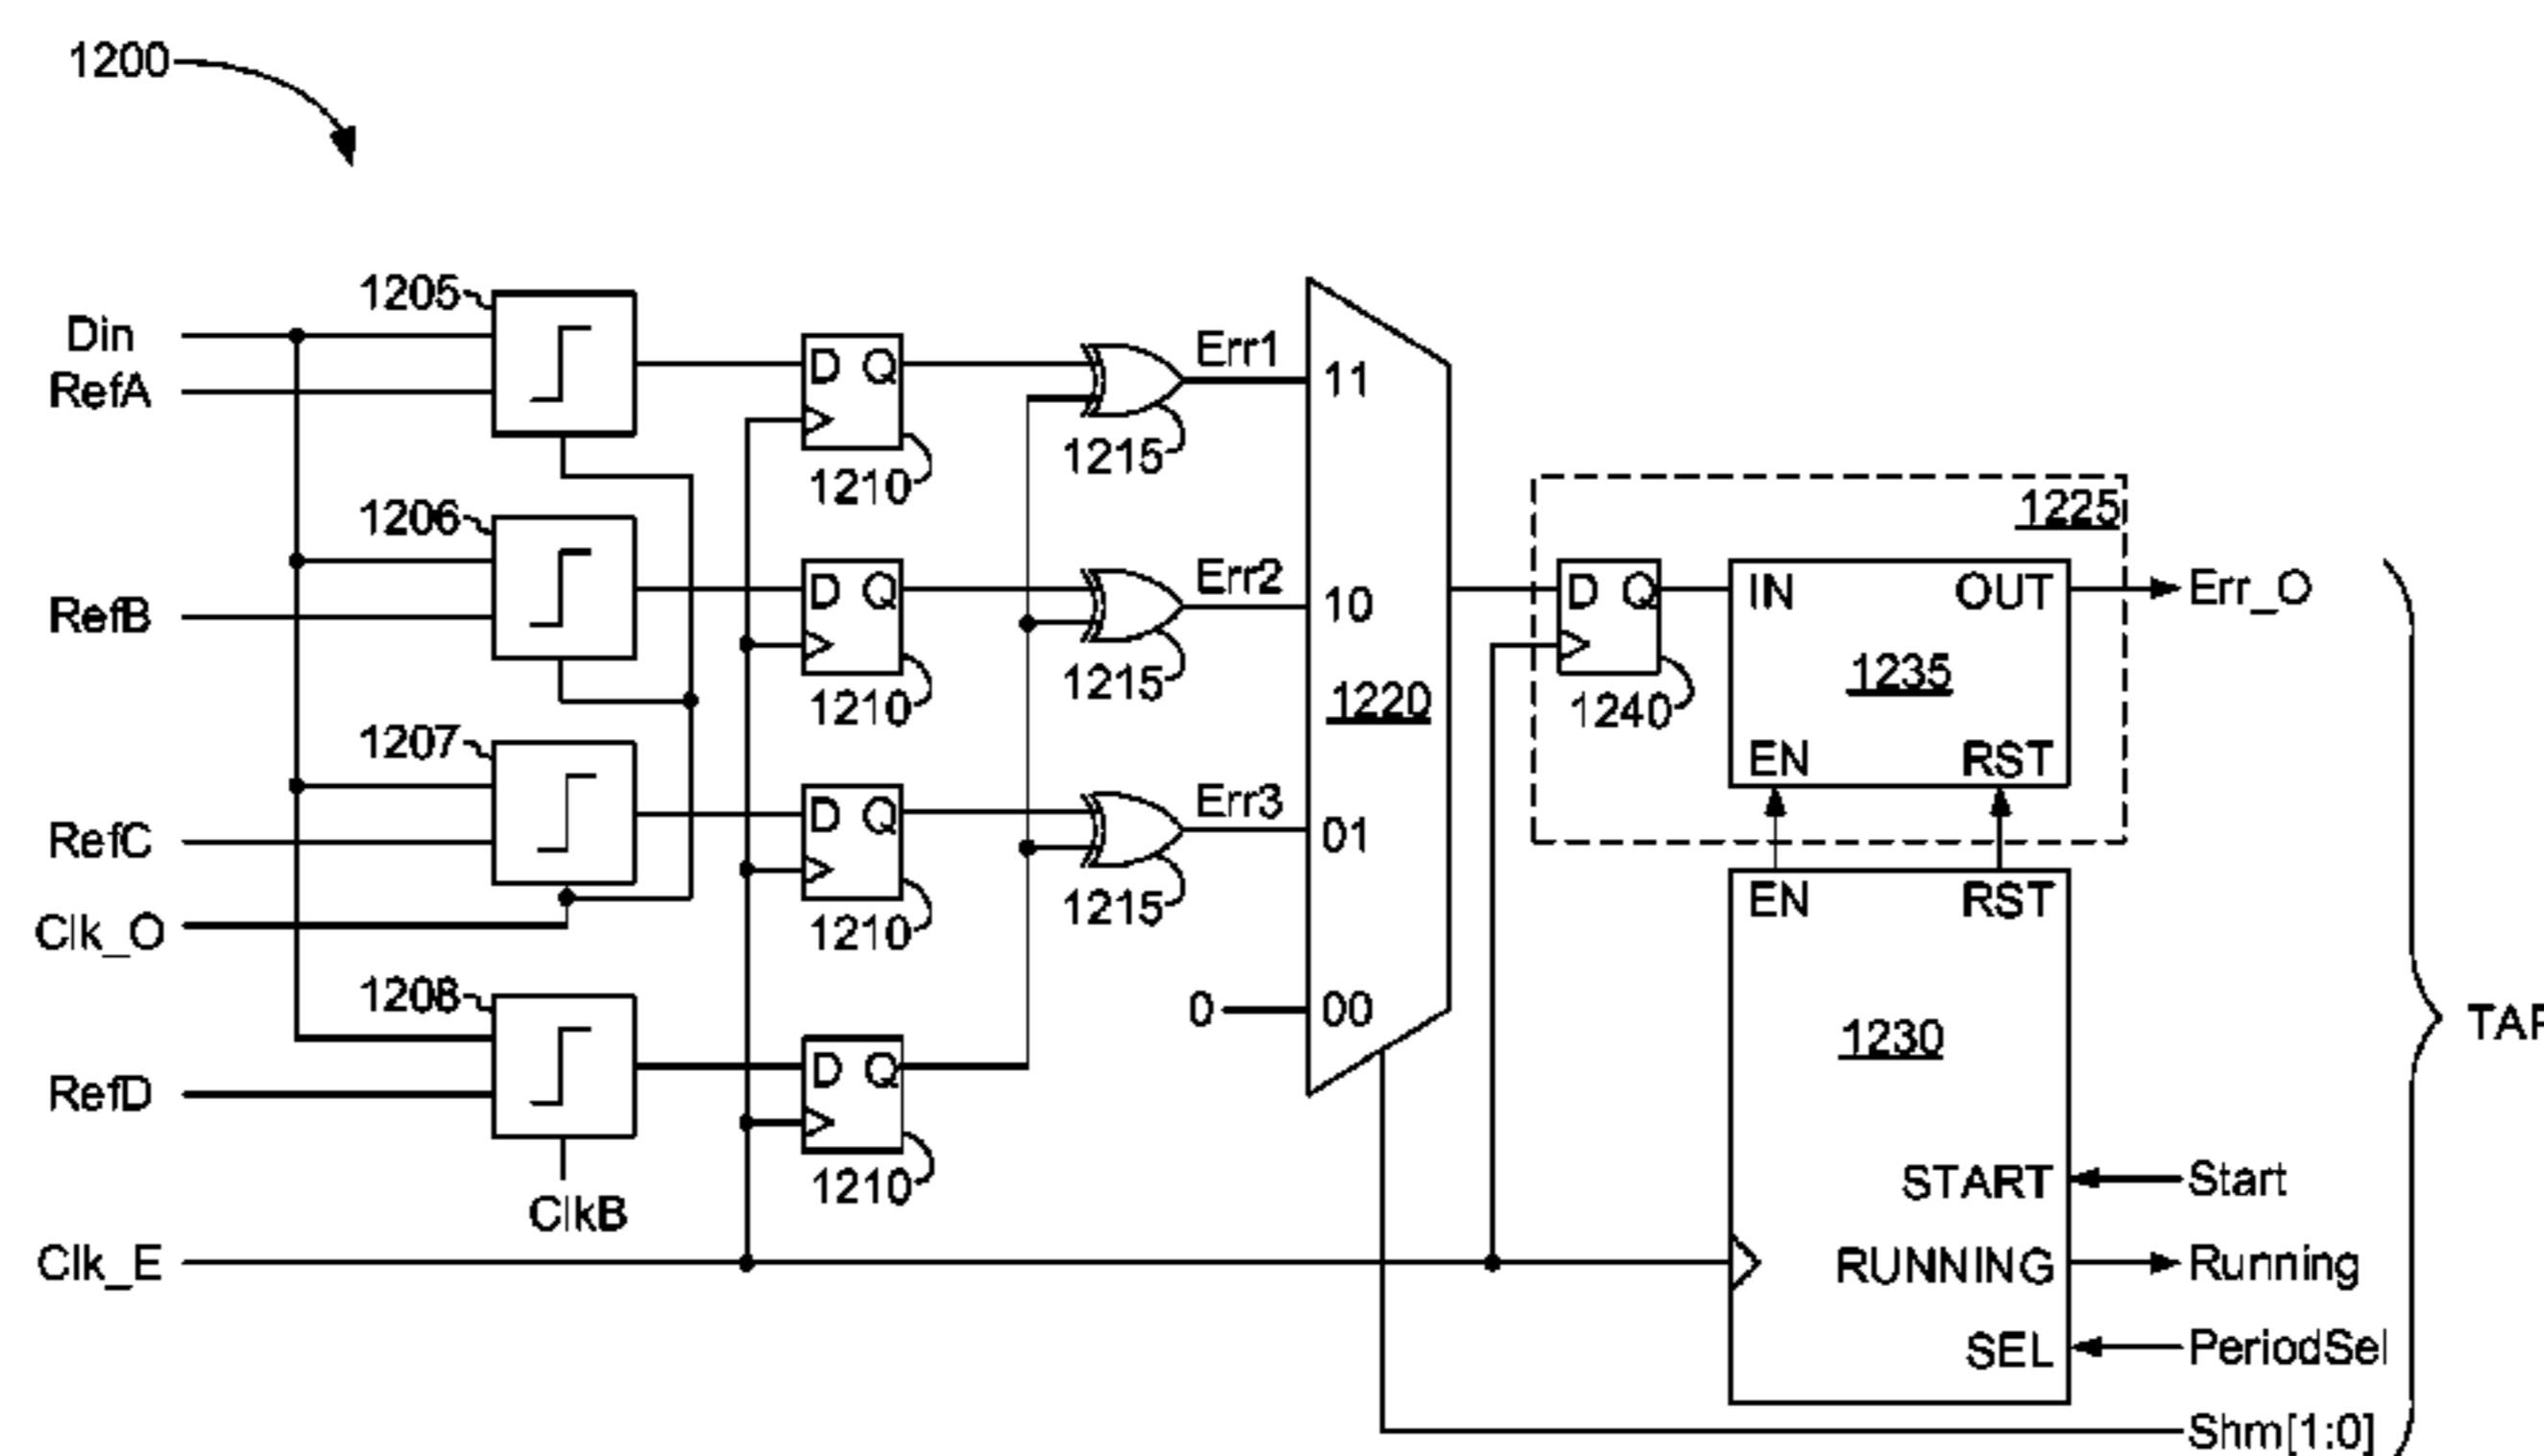 1200
1205
Din
RefA
D Q
1210
1215
Err1
11
1206
RefB
D Q
1210
1215
Err2
10
1220
1225
D Q
1240
IN
OUT
1235
EN
RST
Err_O
1207
RefC
Clk_O
D Q
1210
1215
Err3
01
1208
RefD
ClkB
D Q
1210
0
00
Clk_E
EN
RST
1230
START
Start
RUNNING
Running
SEL
PeriodSel
Shm[1:0]